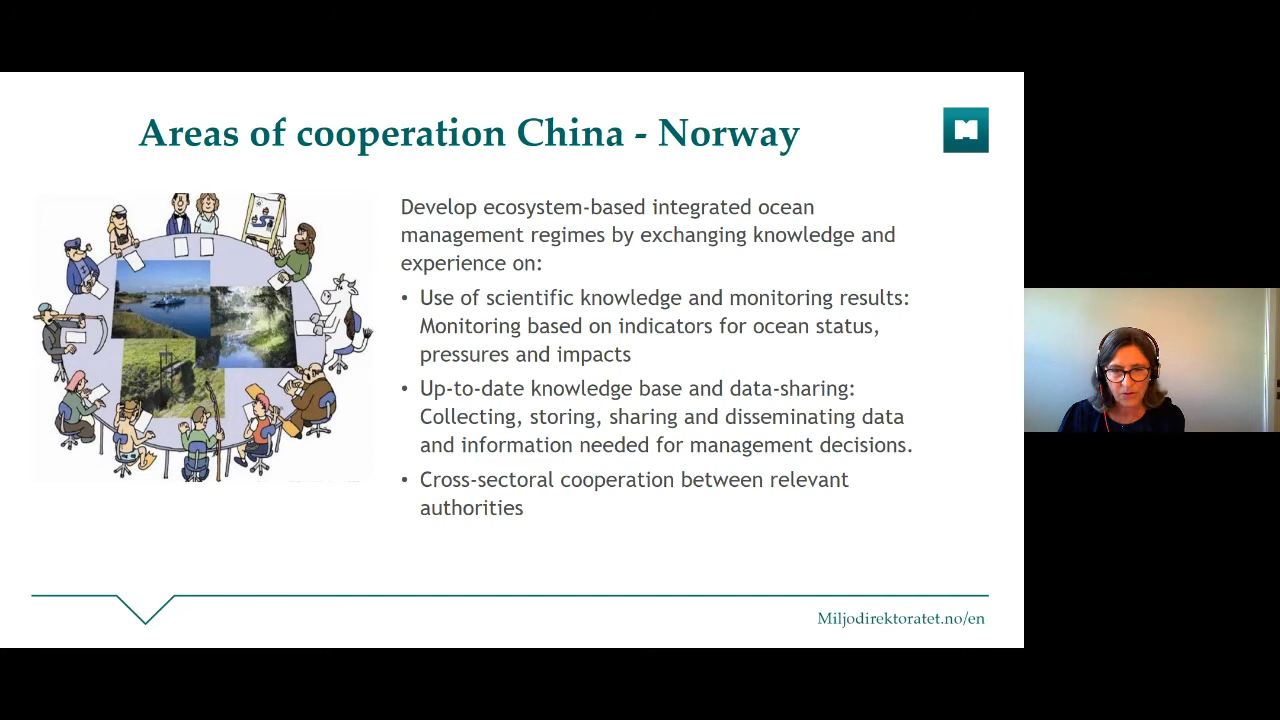 Areas of cooperation China - Norway
Develop ecosystem-based integrated ocean
management regimes by exchanging knowledge and
experience on:
• Use of scientific knowledge and monitoring results:
Monitoring based on indicators for ocean status,
pressures and impacts
• Up-to-date knowledge base and data-sharing:
Collecting, storing, sharing and disseminating data
and information needed for management decisions.
• Cross-sectoral cooperation between relevant
authorities
Miljodirektoratet.no/en